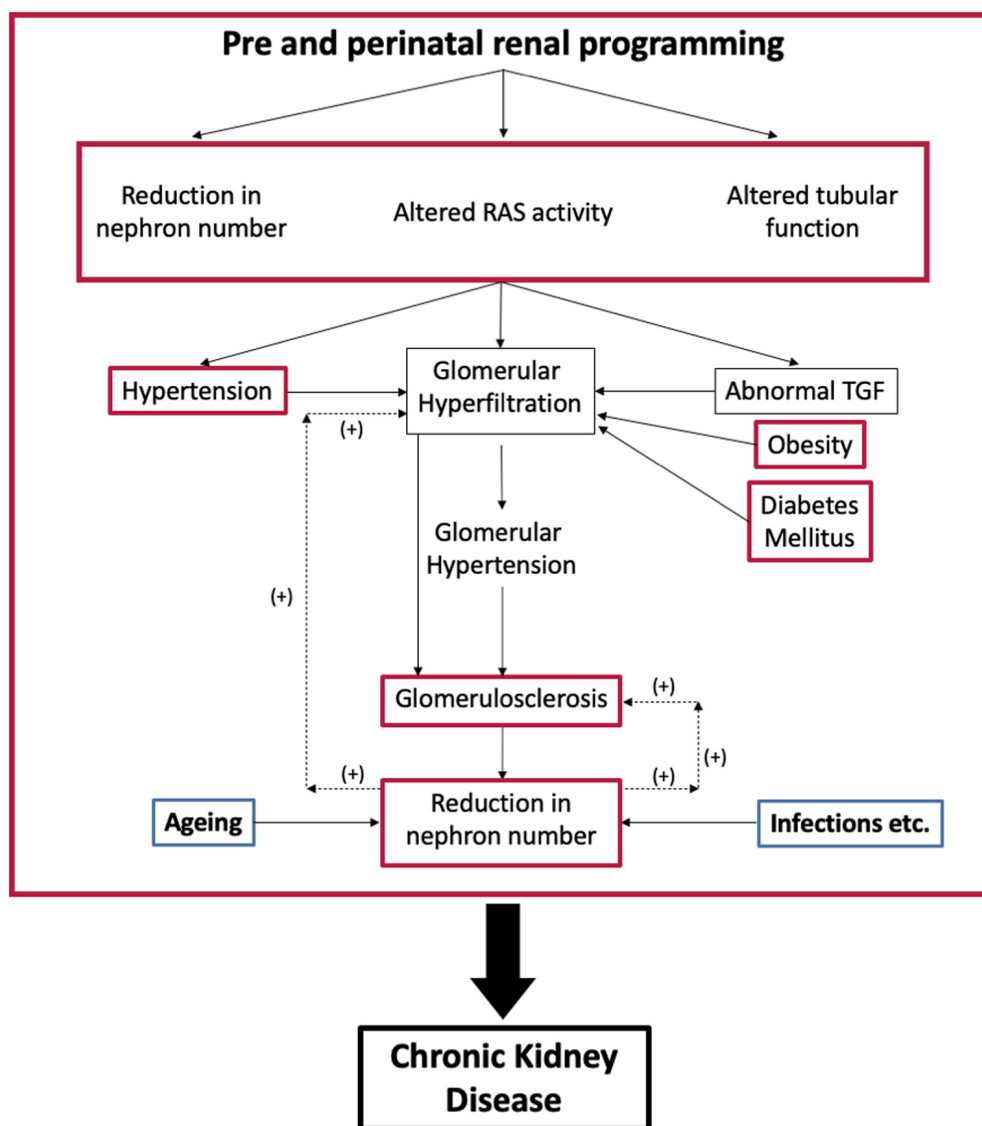 Pre and perinatal renal programming
Reduction in
nephron number
Altered RAS activity
Altered tubular
function
Hypertension
Glomerular
Hyperfiltration
Abnormal TGF
(+)
Obesity
Diabetes
Mellitus
Glomerular
Hypertension
(+)
Glomerulosclerosis
(+)
(+)
(+)
(+)
Ageing
Reduction in
nephron number
Infections etc.
Chronic Kidney
Disease